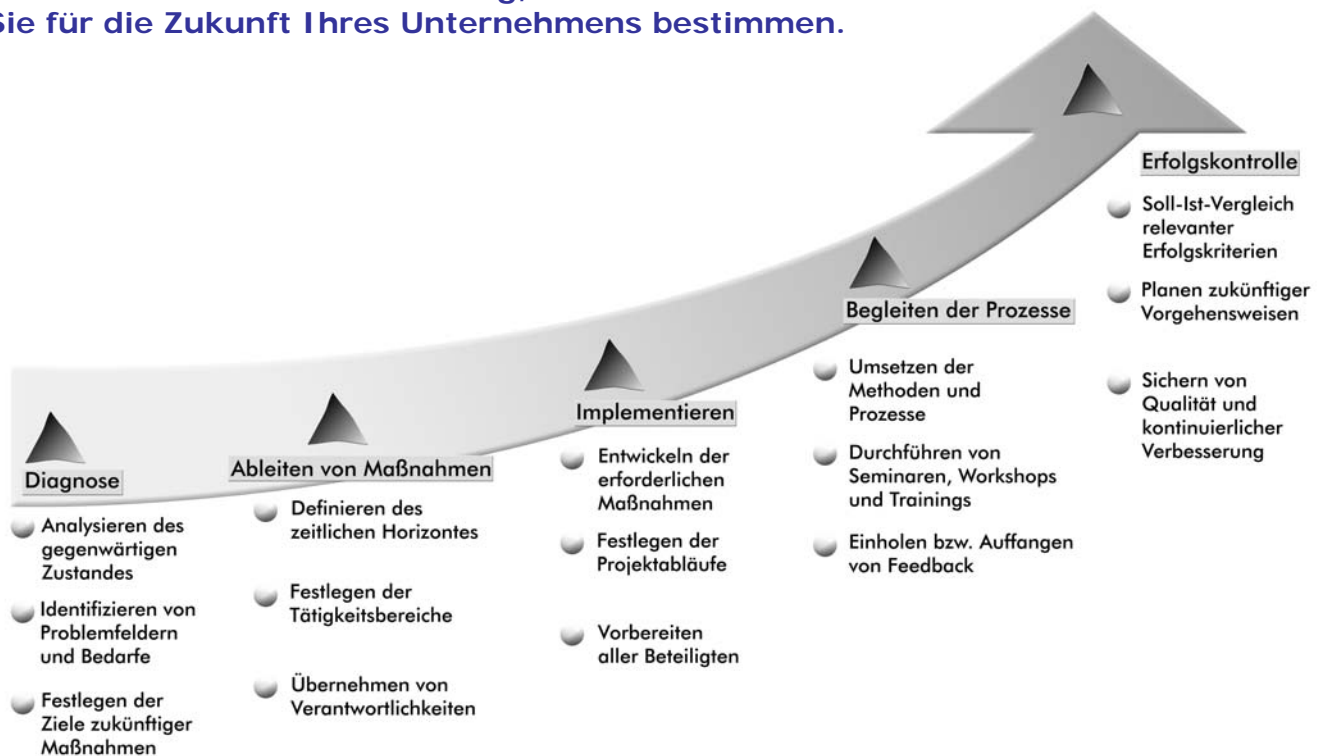 Sie für die Zukunft Ihres Unternehmens bestimmen.
Diagnose
Analysieren des
gegenwärtigen
Zustandes
Identifizieren von
Problemfeldern
und Bedarfe
Festlegen der
Ziele zukünftiger
Maßnahmen
Ableiten von Maßnahmen
Definieren des
zeitlichen Horizontes
Festlegen der
Tätigkeitsbereiche
Übernehmen von
Verantwortlichkeiten
Implementieren
Entwickeln der
erforderlichen
Maßnahmen
Festlegen der
Projektabläufe
Vorbereiten
aller Beteiligten
Begleiten der Prozesse
Umsetzen der
Methoden und
Prozesse
Durchführen von
Seminaren, Workshops
und Trainings
Einholen bzw. Auffangen
von Feedback
Erfolgskontrolle
Soll-Ist-Vergleich
relevanter
Erfolgskriterien
Planen zukünftiger
Vorgehensweisen
Sichern von
Qualität und
kontinuierlicher
Verbesserung